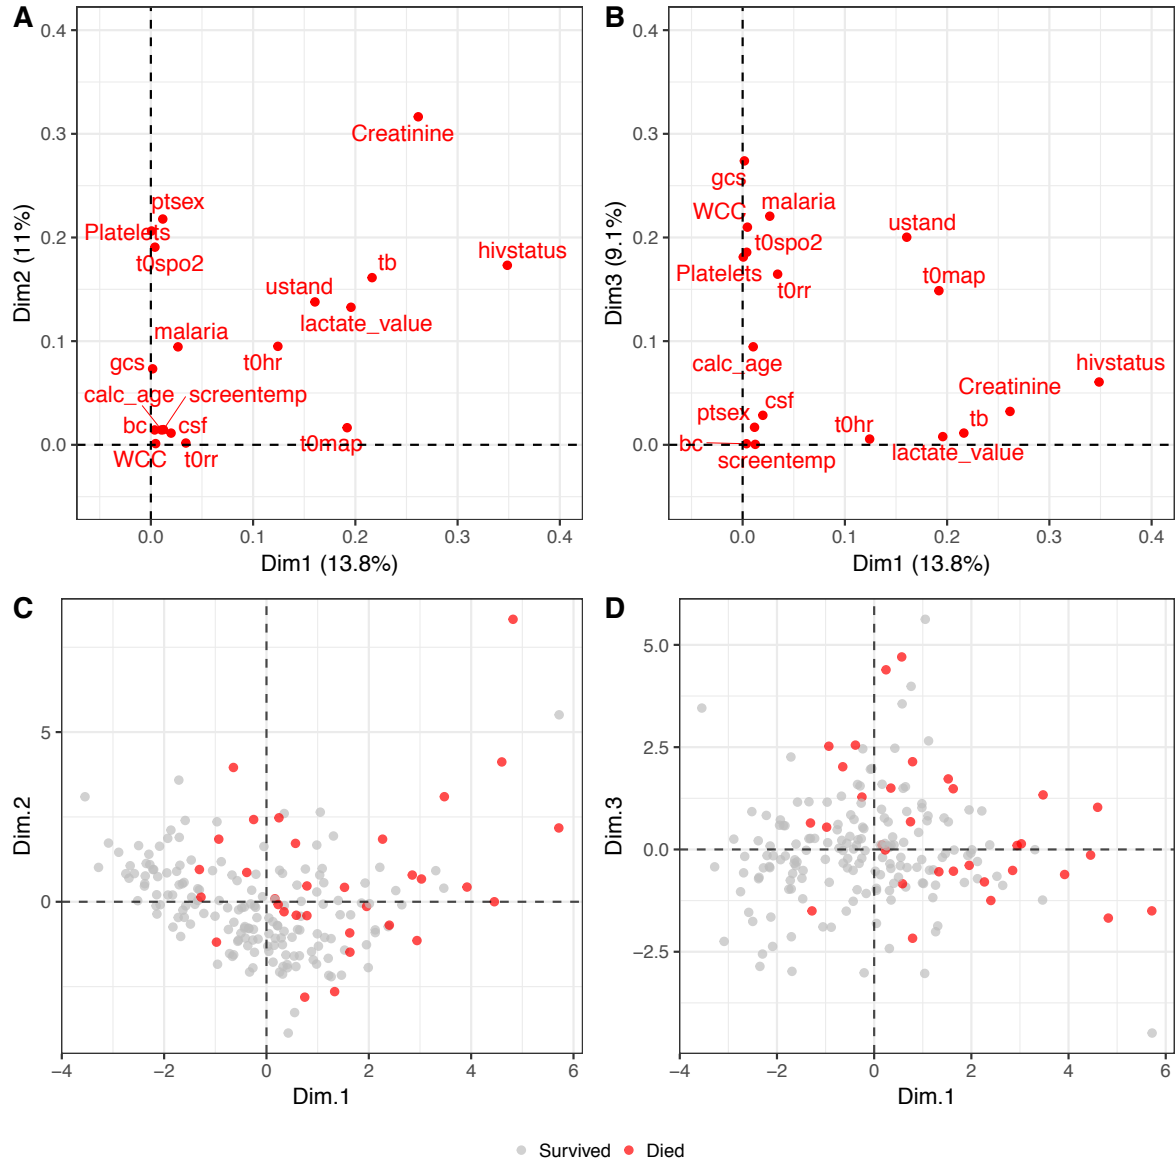 A
0.4
0.3
0.2
0.1
0.0
Dim2 (11%)
Creatinine
ptsex
Platelets
t0spo2
hivstatus
tb
ustand
lactate_value
malaria
t0hr
gcs
calc_age
screentemp
bc
csf
WCC
t0rr
t0map
0.0 0.1 0.2 0.3 0.4
Dim1 (13.8%)
B
0.4
0.3
0.2
0.1
0.0
Dim3 (9.1%)
gcs
WCC
malaria
ustand
t0spo2
Platelets
t0rr
t0map
calc_age
hivstatus
Creatinine
ptsex
csf
tb
t0hr
bc
lactate_value
screentemp
0.0 0.1 0.2 0.3 0.4
Dim1 (13.8%)
C
5
0
Dim.2
−4 −2 0 2 4 6
Dim.1
D
5.0
2.5
0.0
−2.5
Dim.3
−4 −2 0 2 4 6
Dim.1
Survived Died